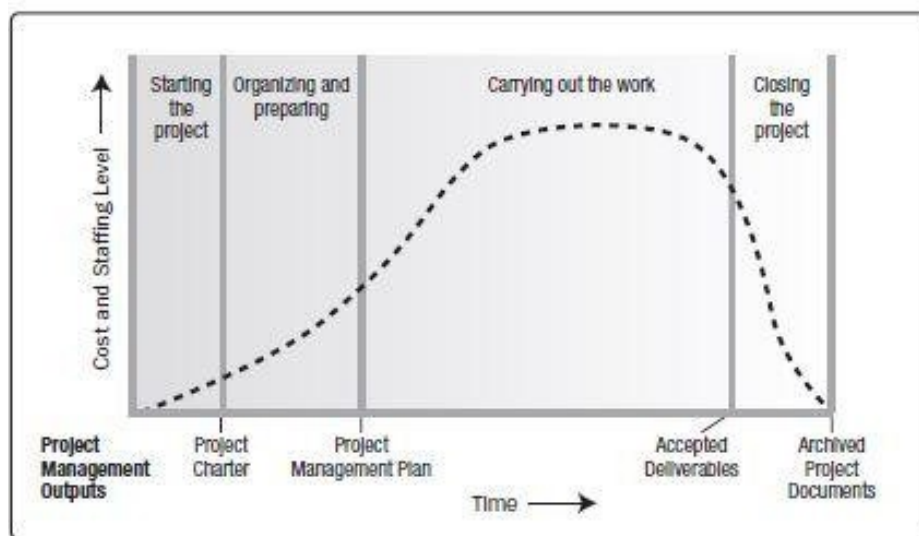 Starting
the
project
Organizing and
preparing
Carrying out the work
Closing
the
project
Cost and Staffing Level
Project
Management
Outputs
Project
Charter
Project
Management Plan
Accepted
Deliverables
Archived
Project
Documents
Time